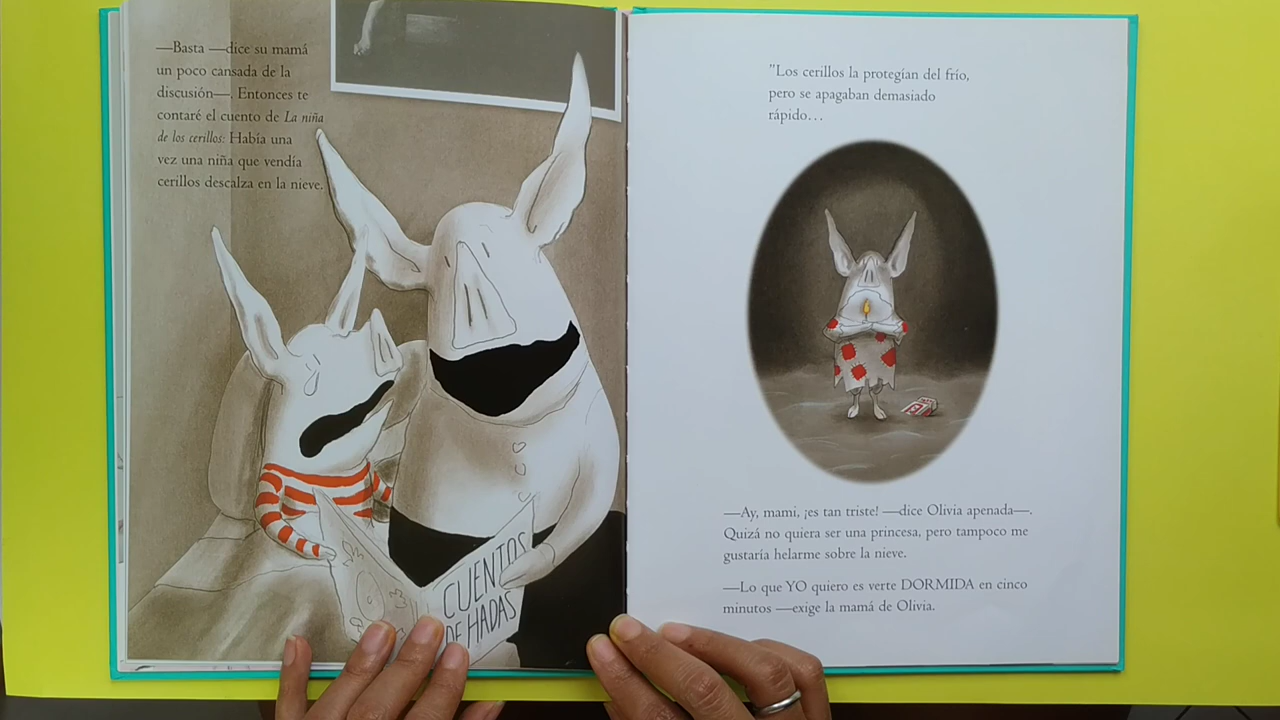 —Basta —dice su mamá
un poco cansada de la
discusión—. Entonces te
contaré el cuento de La niña
de los cerillos: Había una
vez una niña que vendía
cerillos descalza en la nieve.
CUENTOS
DE HADAS
"Los cerillos la protegían del frío,
pero se apagaban demasiado
rápido…
—Ay, mami, ¡es tan triste! —dice Olivia apenada—.
Quizá no quiera ser una princesa, pero tampoco me
gustaría helarme sobre la nieve.
—Lo que YO quiero es verte DORMIDA en cinco
minutos —exige la mamá de Olivia.